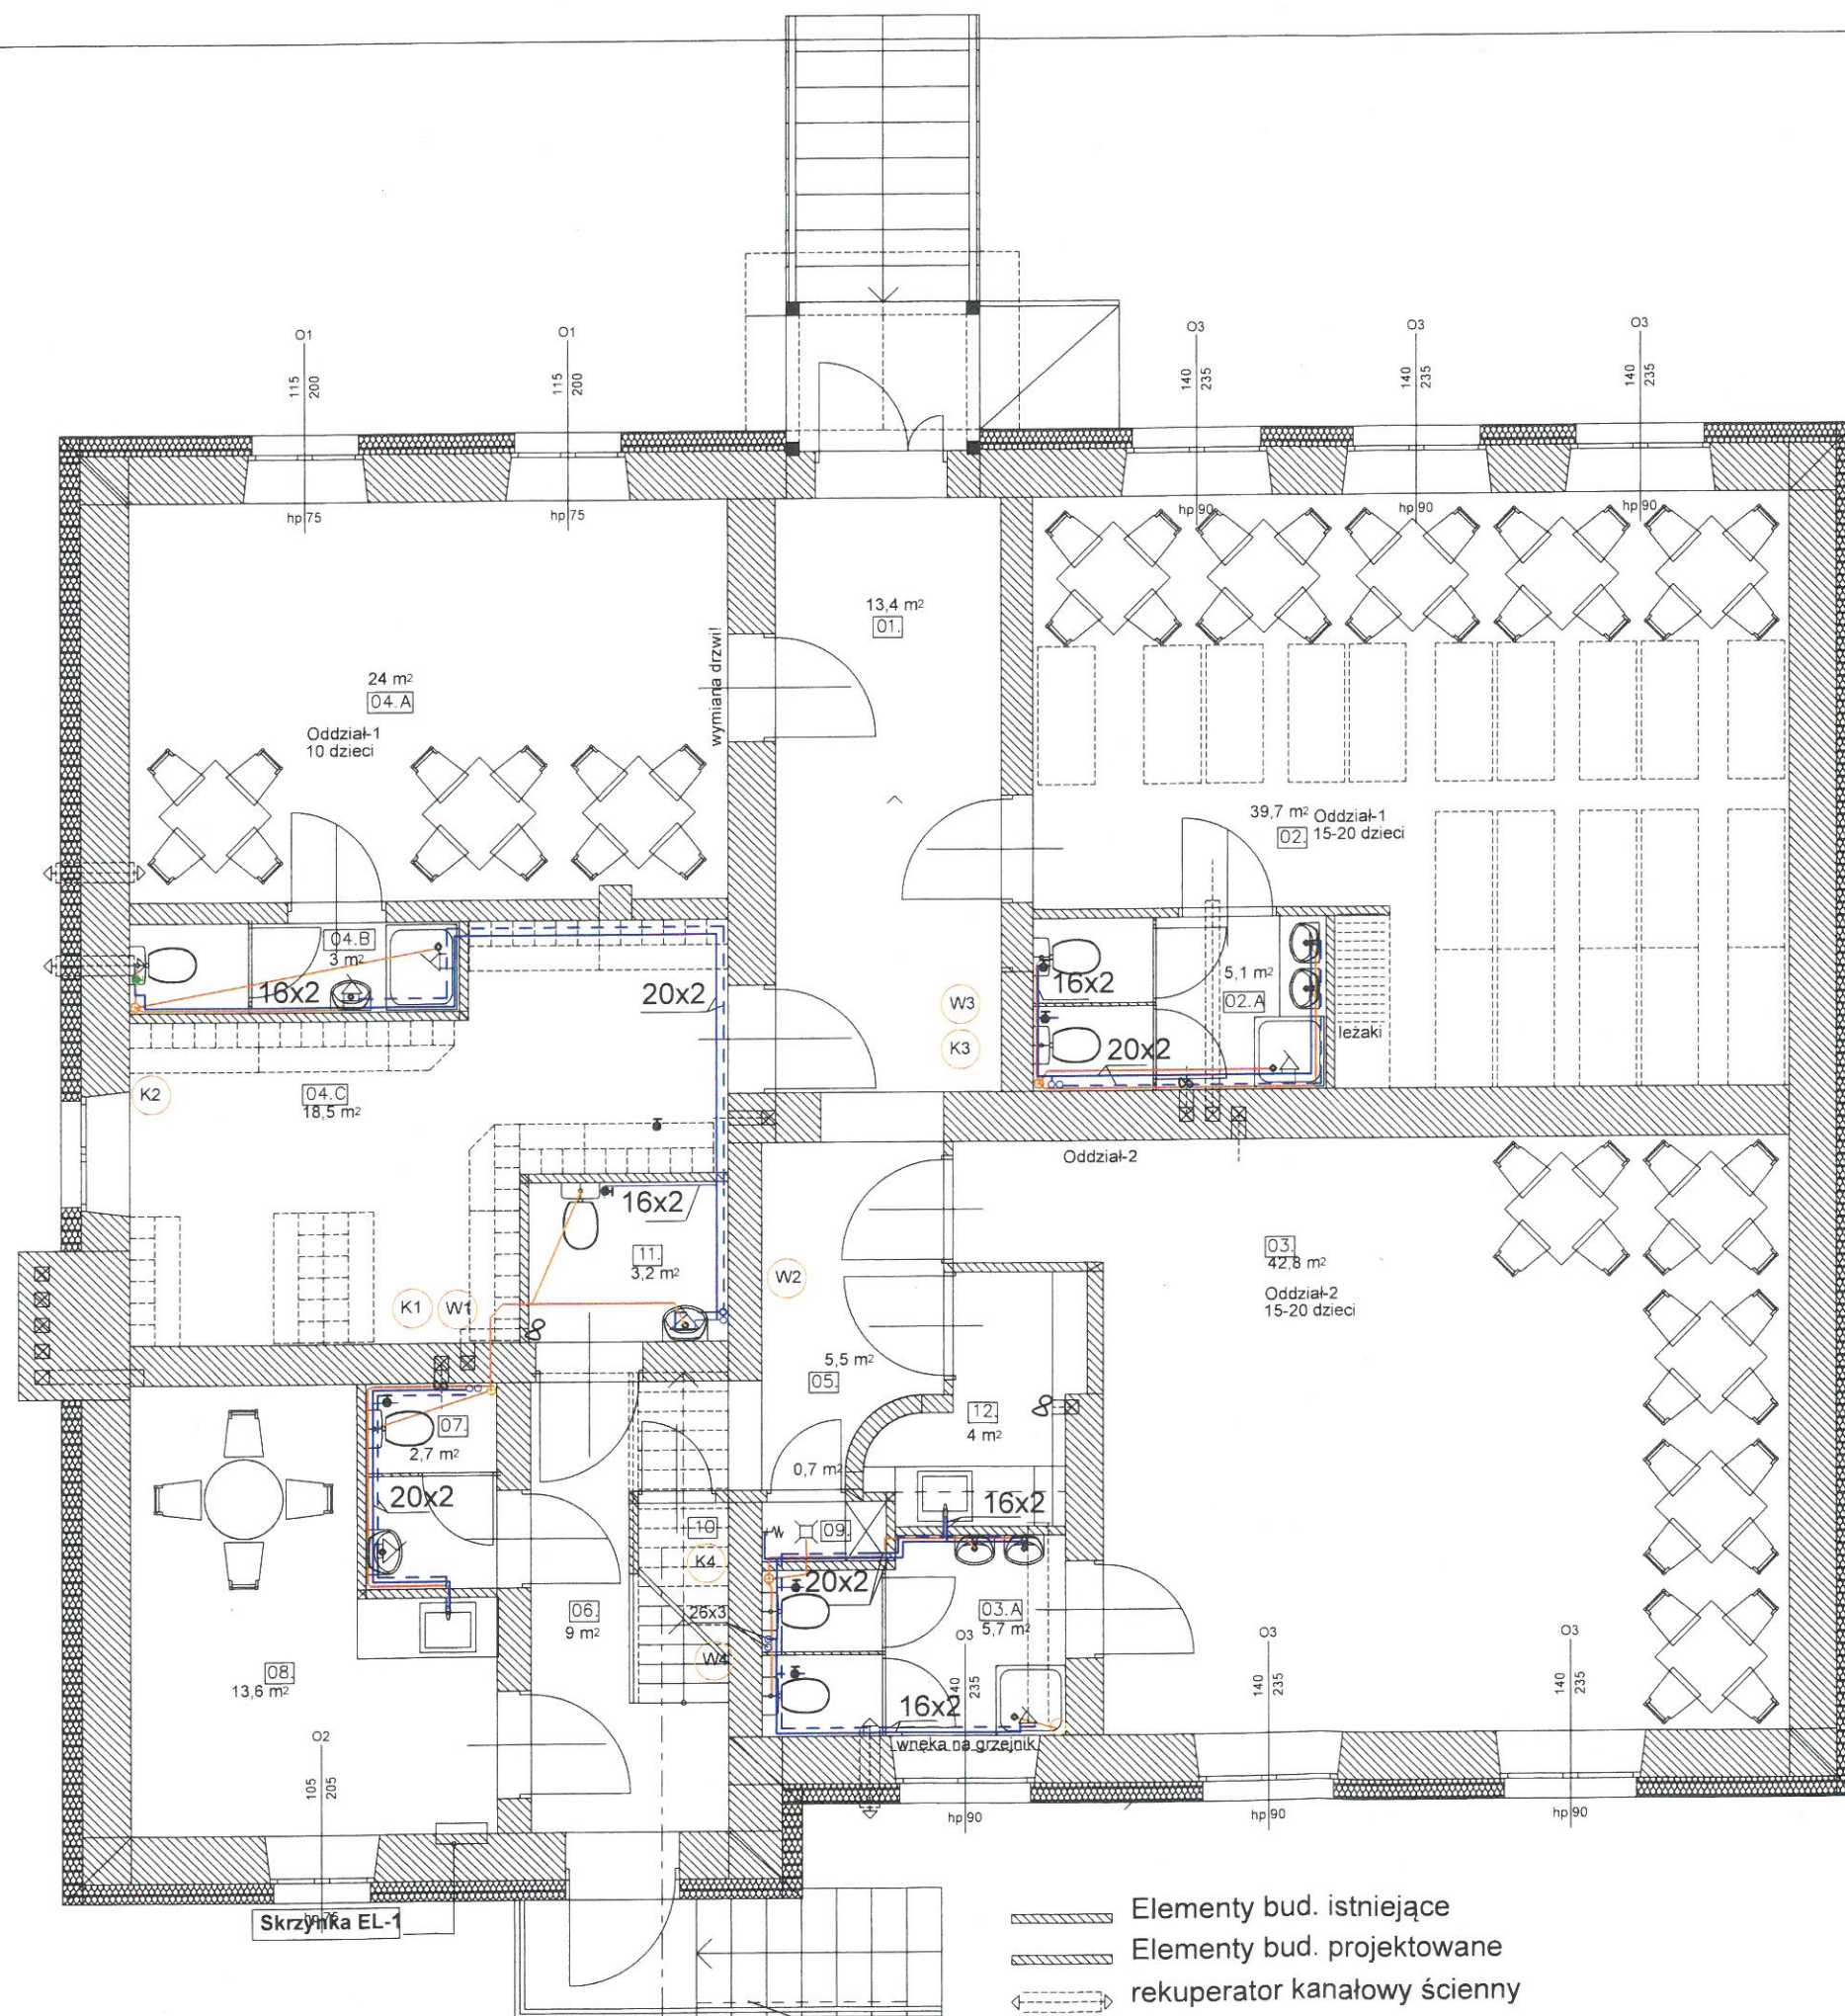 O1
115
200
O1
115
200
O3
140
235
O3
140
235
O3
140
235
hp 75
hp 75
hp 90
hp 90
hp 90
13,4 m²
01.
wymiana drzwi!
24 m²
04.A
Oddział-1
10 dzieci
39,7 m²
02.
Oddział-1
15-20 dzieci
04.B
3 m²
16x2
20x2
W3
K3
16x2
5,1 m²
02.A
20x2
leżaki
K2
04.C
18,5 m²
Oddział-2
16x2
11.
3,2 m²
W2
03.
42,8 m²
Oddział-2
15-20 dzieci
K1
W1
5,5 m²
05.
12.
4 m²
07.
2,7 m²
0,7 m²
20x2
16x2
10
09.
K4
20x2
06.
9 m²
26x3
03.A
5,7 m²
W4
O3
140
235
O3
140
235
O3
140
235
08.
13,6 m²
16x2
wnęka na grzejnik
O2
105
205
hp 90
hp 90
hp 90
hp 75
Skrzynka EL-1
Elementy bud. istniejące
Elementy bud. projektowane
rekuperator kanałowy ścienny